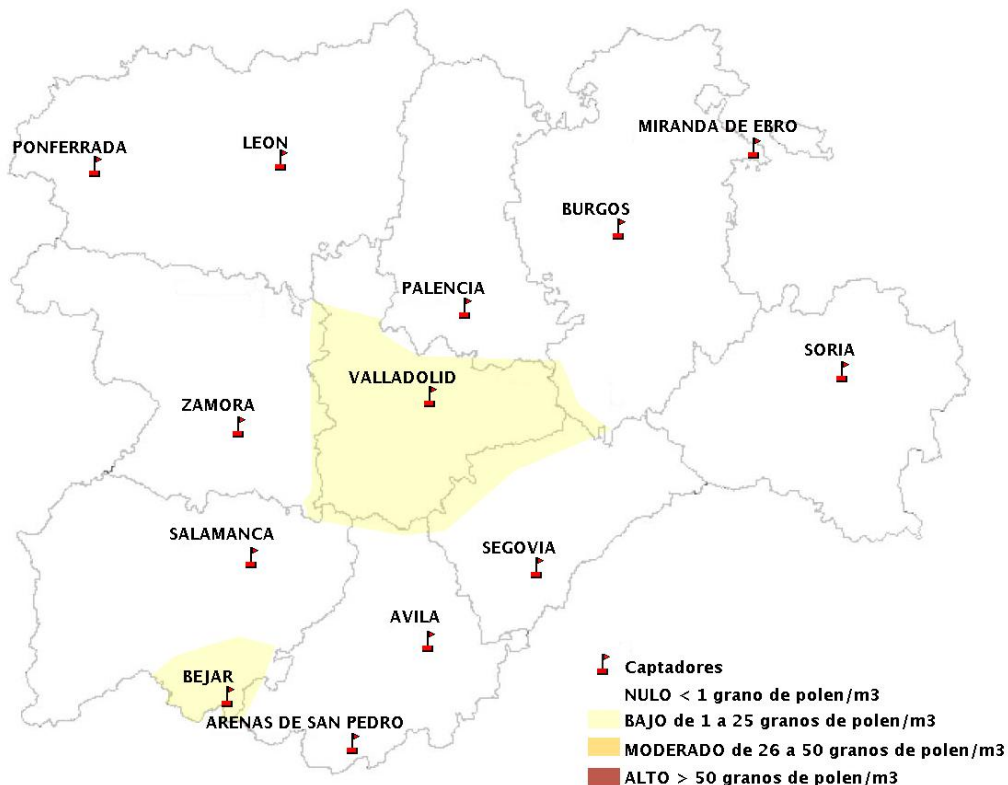 MIRANDA DE EBRO
PONFERRADA
LEON
BURGOS
PALENCIA
SORIA
VALLADOLID
ZAMORA
SALAMANCA
SEGOVIA
AVILA
BEJAR
ARENAS DE SAN PEDRO
Captadores
NULO < 1 grano de polen/m3
BAJO de 1 a 25 granos de polen/m3
MODERADO de 26 a 50 granos de polen/m3
ALTO > 50 granos de polen/m3